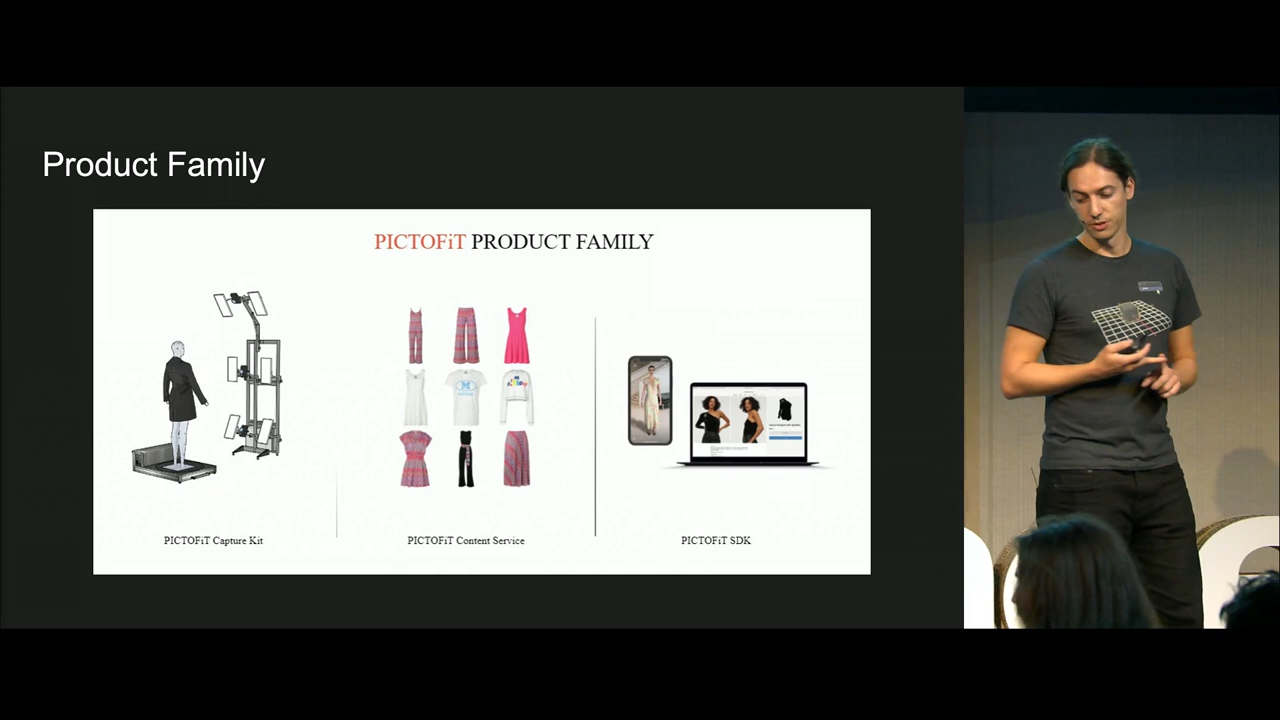 Product Family
PICTOFiT PRODUCT FAMILY
PICTOFiT Capture Kit
PICTOFiT Content Service
PICTOFiT SDK